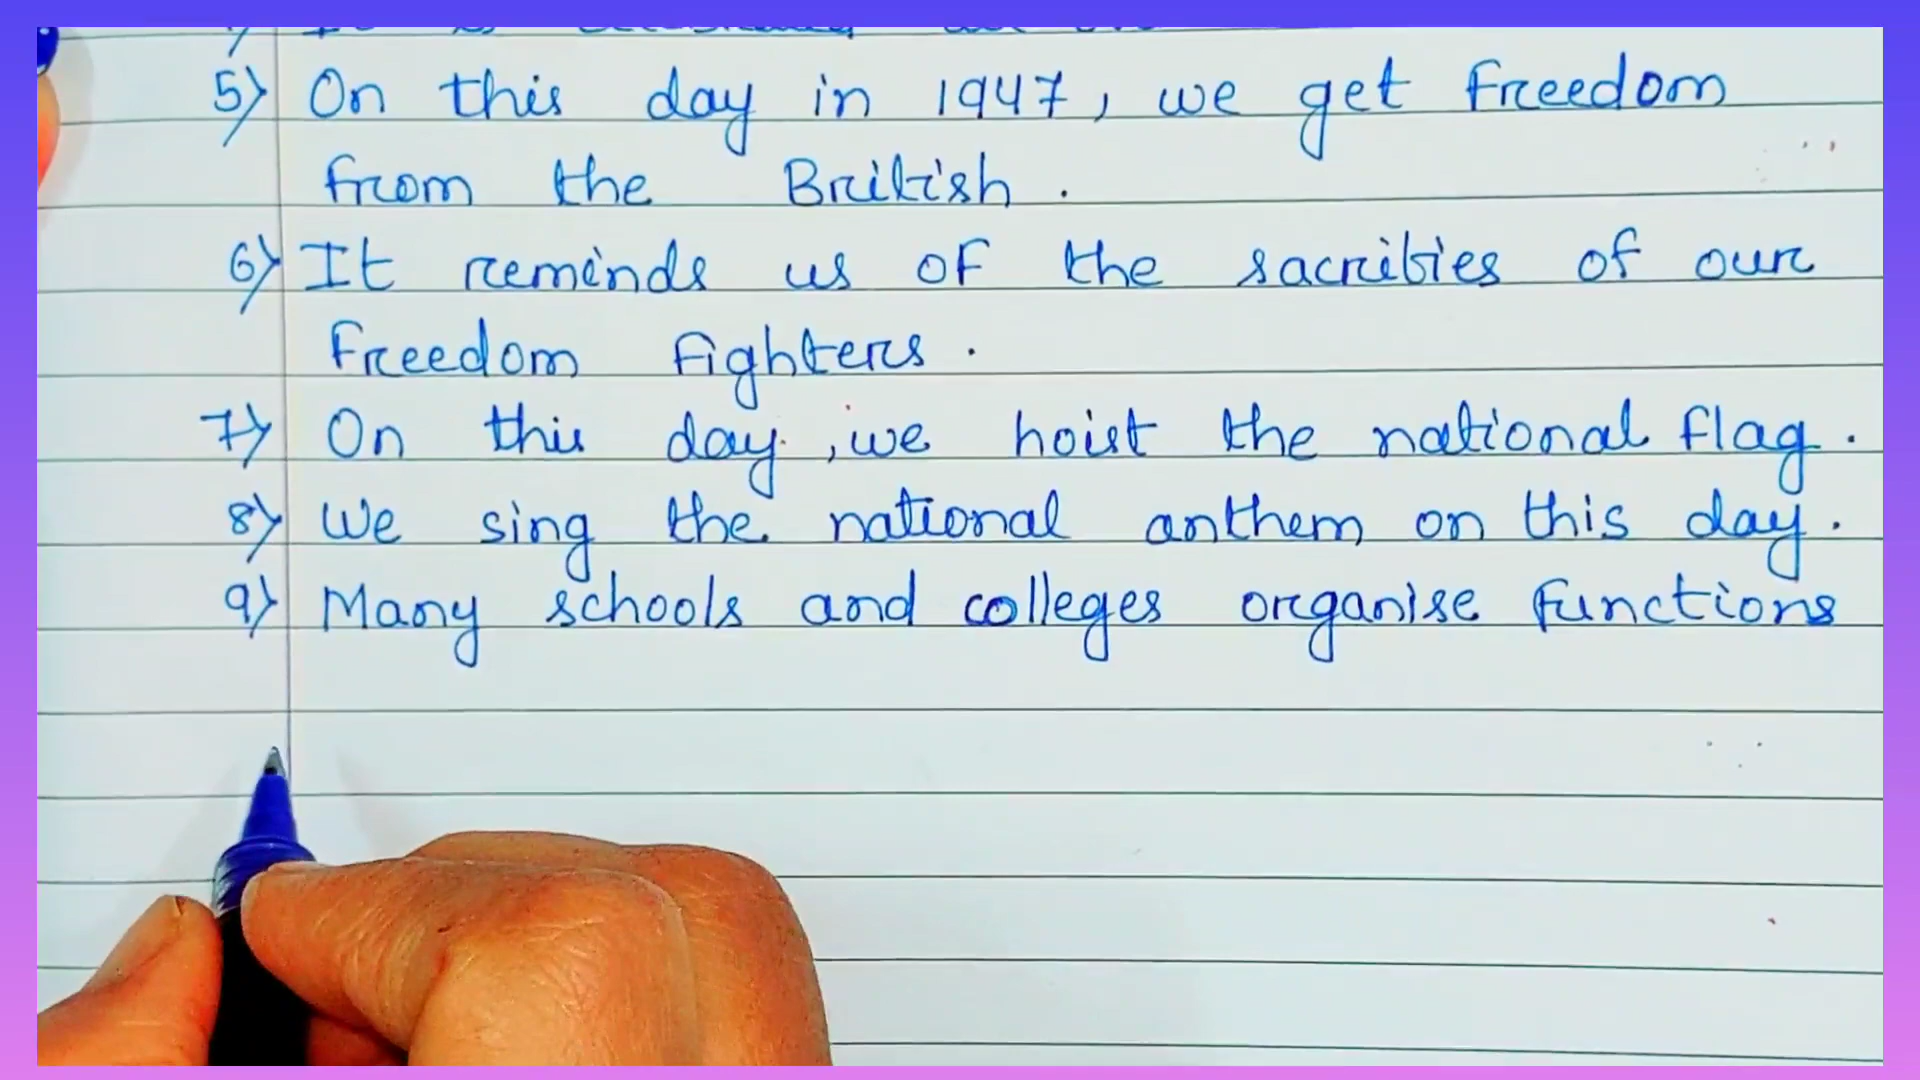 5) On this day in 1947, we get Freedom
from the British.
6) It reminds us of the sacrifies of our
freedom fighters.
7) On this day, we hoist the national flag.
8) We sing the national anthem on this day.
9) Many schools and colleges organise functions